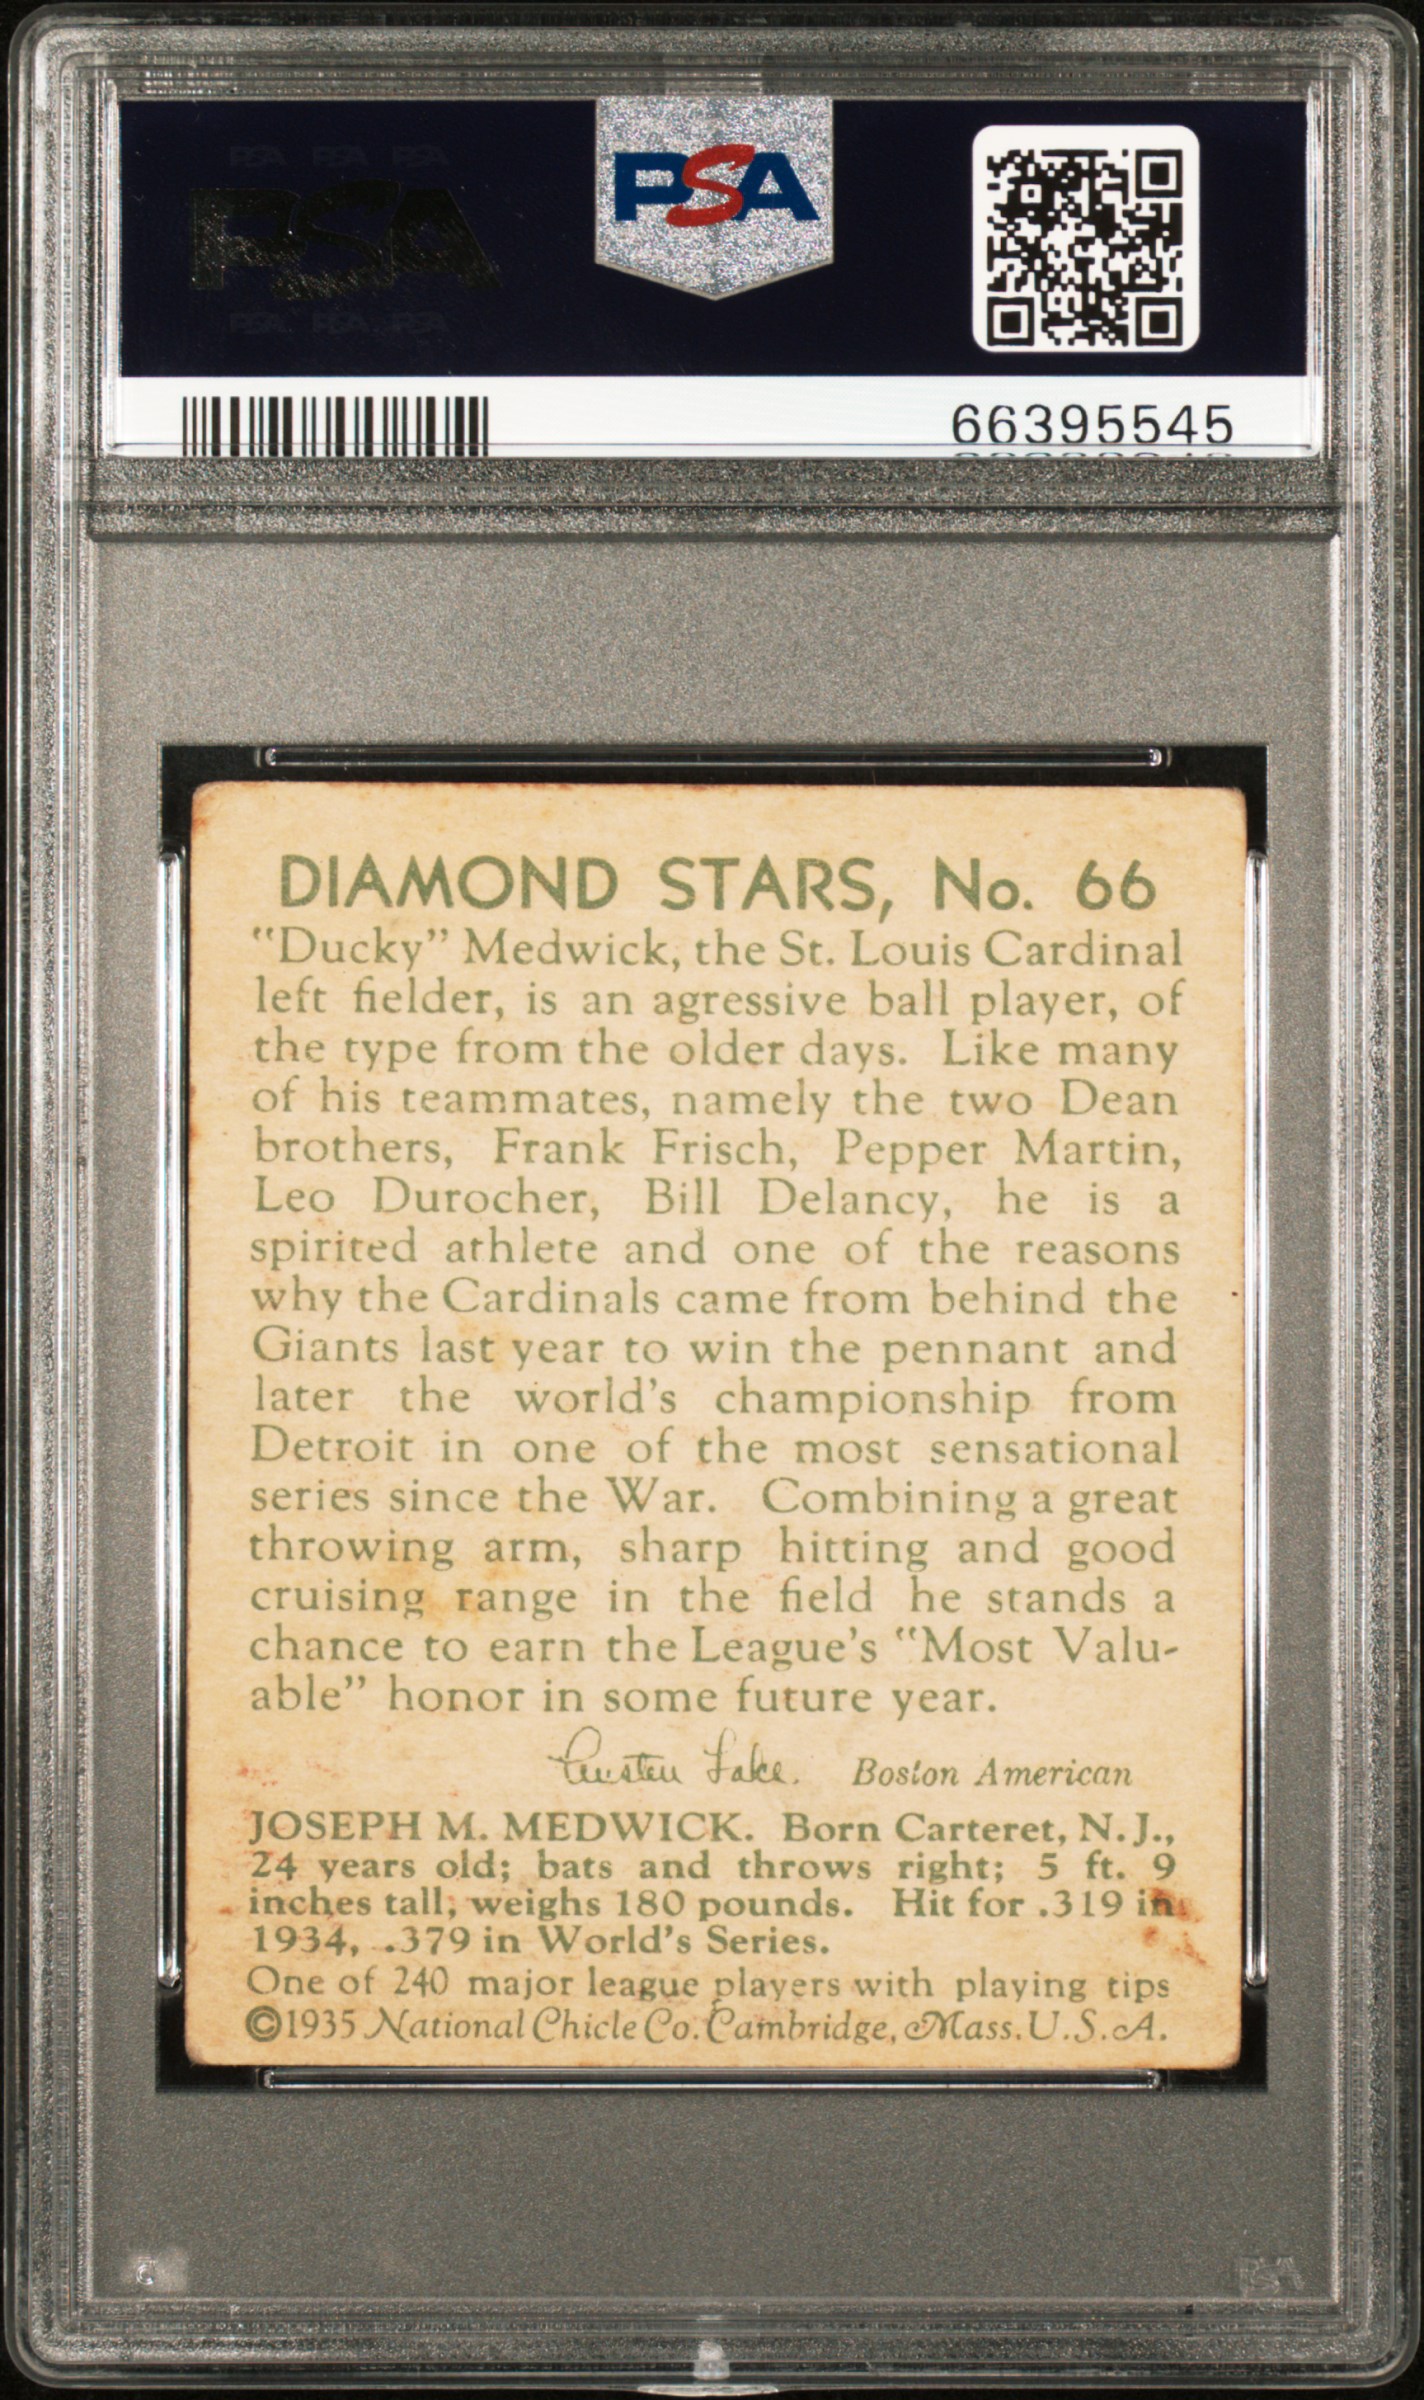 PSA
66395545
DIAMOND STARS, No. 66
"Ducky" Medwick, the St. Louis Cardinal
left fielder, is an agressive ball player, of
the type from the older days. Like many
of his teammates, namely the two Dean
brothers, Frank Frisch, Pepper Martin,
Leo Durocher, Bill Delancy, he is a
spirited athlete and one of the reasons
why the Cardinals came from behind the
Giants last year to win the pennant and
later the world's championship from
Detroit in one of the most sensational
series since the War. Combining a great
throwing arm, sharp hitting and good
cruising range in the field he stands a
chance to earn the League's "Most Valu-
able" honor in some future year.
Austen Lake. Boston American
JOSEPH M. MEDWICK. Born Carteret, N.J.,
24 years old; bats and throws right; 5 ft. 9
inches tall, weighs 180 pounds. Hit for .319 in
1934, .379 in World's Series.
One of 240 major league players with playing tips
©1935 National Chicle Co. Cambridge, Mass. U.S.A.